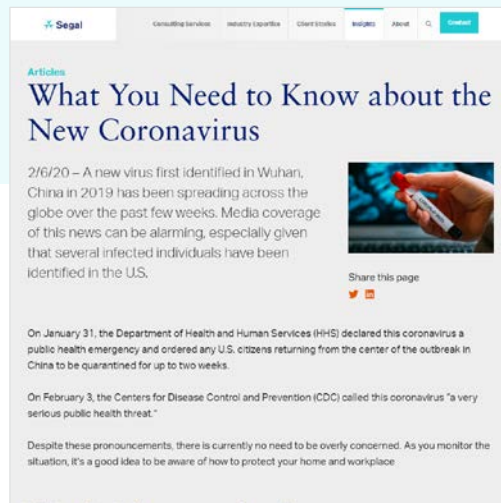 Segal
Consulting Services
Industry Expertise
Client Stories
Insights
About
Contact
Articles
What You Need to Know about the
New Coronavirus
2/6/20 – A new virus first identified in Wuhan,
China in 2019 has been spreading across the
globe over the past few weeks. Media coverage
of this news can be alarming, especially given
that several infected individuals have been
identified in the U.S.
Share this page
On January 31, the Department of Health and Human Services (HHS) declared this coronavirus a
public health emergency and ordered any U.S. citizens returning from the center of the outbreak in
China to be quarantined for up to two weeks.
On February 3, the Centers for Disease Control and Prevention (CDC) called this coronavirus "a very
serious public health threat."
Despite these pronouncements, there is currently no need to be overly concerned. As you monitor the
situation, it's a good idea to be aware of how to protect your home and workplace